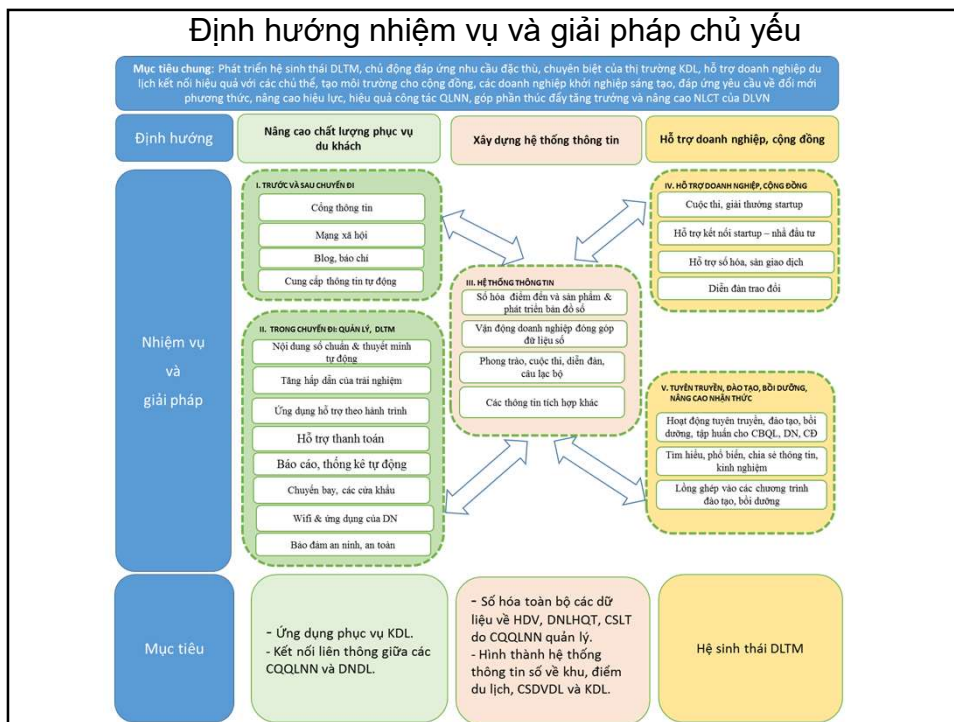 Định hướng nhiệm vụ và giải pháp chủ yếu
Mục tiêu chung: Phát triển hệ sinh thái DLTM, chủ động đáp ứng nhu cầu đặc thù, chuyên biệt của thị trường KDL, hỗ trợ doanh nghiệp du
lịch kết nối hiệu quả với các chủ thể, tạo môi trường cho cộng đồng, các doanh nghiệp khởi nghiệp sáng tạo, đáp ứng yêu cầu về đổi mới
phương thức, nâng cao hiệu lực, hiệu quả công tác QLNN, góp phần thúc đẩy tăng trưởng và nâng cao NLCT của DLVN
Định hướng
Nâng cao chất lượng phục vụ
du khách
Xây dựng hệ thống thông tin
Hỗ trợ doanh nghiệp, cộng đồng
Nhiệm vụ
và
giải pháp
I. TRƯỚC VÀ SAU CHUYẾN ĐI
Cổng thông tin
Mạng xã hội
Blog, báo chí
Cung cấp thông tin tự động
II. TRONG CHUYẾN ĐI: QUẢN LÝ, DLTM
Nội dung số chuẩn & thuyết minh
tự động
Tăng hấp dẫn của trải nghiệm
Ứng dụng hỗ trợ theo hành trình
Hỗ trợ thanh toán
Báo cáo, thống kê tự động
Chuyến bay, các cửa khẩu
Wifi & ứng dụng của DN
Bảo đảm an ninh, an toàn
III. HỆ THỐNG THÔNG TIN
Số hóa điểm đến và sản phẩm &
phát triển bản đồ số
Vận động doanh nghiệp đóng góp
dữ liệu số
Phong trào, cuộc thi, diễn đàn,
câu lạc bộ
Các thông tin tích hợp khác
IV. HỖ TRỢ DOANH NGHIỆP, CỘNG ĐỒNG
Cuộc thi, giải thưởng startup
Hỗ trợ kết nối startup – nhà đầu tư
Hỗ trợ số hóa, sàn giao dịch
Diễn đàn trao đổi
V. TUYÊN TRUYỀN, ĐÀO TẠO, BỒI DƯỠNG,
NÂNG CAO NHẬN THỨC
Hoạt động tuyên truyền, đào tạo, bồi
dưỡng, tập huấn cho CBQL, DN, CĐ
Tìm hiểu, phổ biến, chia sẻ thông tin,
kinh nghiệm
Lồng ghép vào các chương trình
đào tạo, bồi dưỡng
Mục tiêu
- Ứng dụng phục vụ KDL.
- Kết nối liên thông giữa các
CQQLNN và DNDL.
- Số hóa toàn bộ các dữ
liệu về HDV, DNLHQT, CSLT
do CQQLNN quản lý.
- Hình thành hệ thống
thông tin số về khu, điểm
du lịch, CSDVDL và KDL.
Hệ sinh thái DLTM